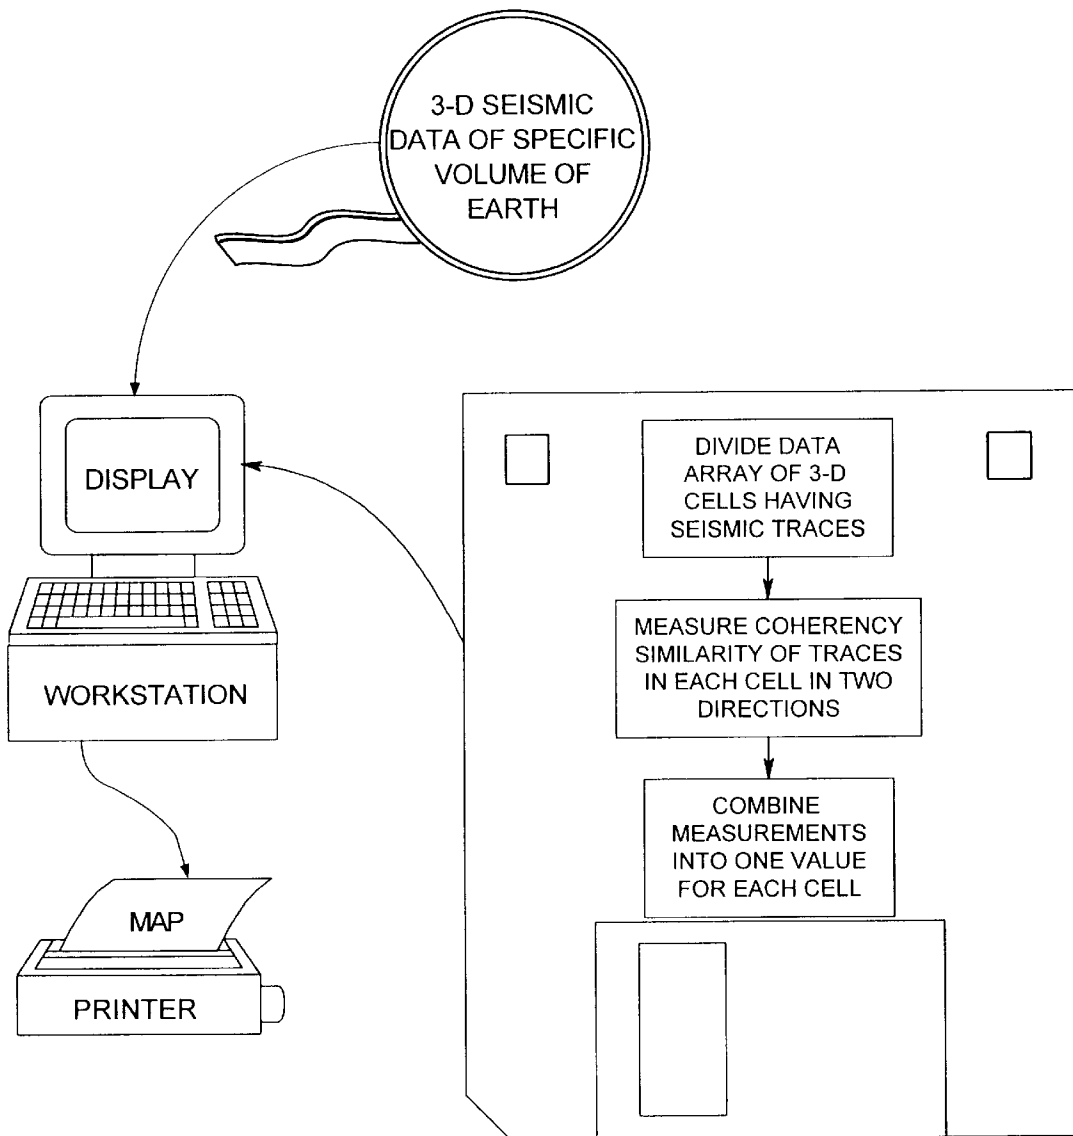 3-D SEISMIC
DATA OF SPECIFIC
VOLUME OF
EARTH
DISPLAY
WORKSTATION
MAP
PRINTER
DIVIDE DATA
ARRAY OF 3-D
CELLS HAVING
SEISMIC TRACES
MEASURE COHERENCY
SIMILARITY OF TRACES
IN EACH CELL IN TWO
DIRECTIONS
COMBINE
MEASUREMENTS
INTO ONE VALUE
FOR EACH CELL